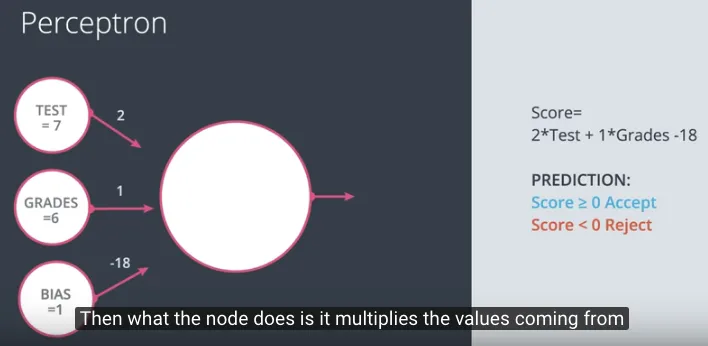 Perceptron
TEST
= 7
2
GRADES
=6
1
BIAS
=1
-18
Score=
2*Test + 1*Grades -18
PREDICTION:
Score ≥ 0 Accept
Score < 0 Reject
Then what the node does is it multiplies the values coming from